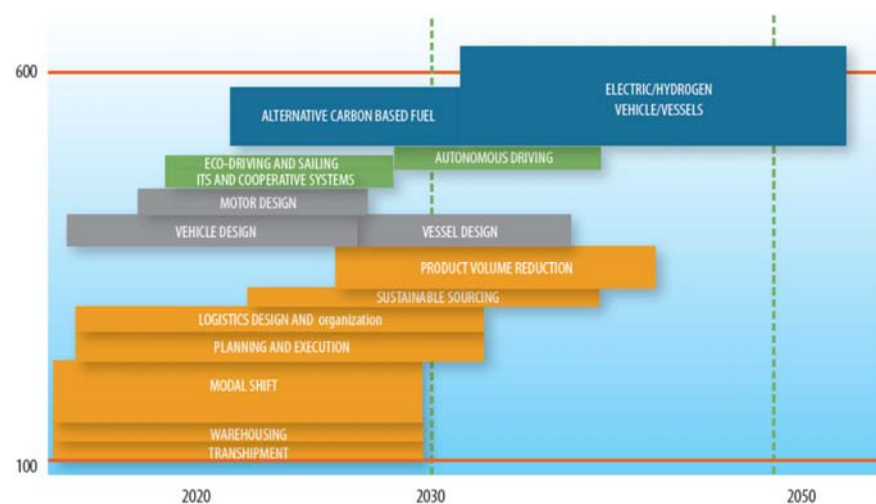 600
ELECTRIC/HYDROGEN
VEHICLE/VESSELS
ALTERNATIVE CARBON BASED FUEL
AUTONOMOUS DRIVING
ECO-DRIVING AND SAILING
ITS AND COOPERATIVE SYSTEMS
MOTOR DESIGN
VEHICLE DESIGN
VESSEL DESIGN
PRODUCT VOLUME REDUCTION
SUSTAINABLE SOURCING
LOGISTICS DESIGN AND organization
PLANNING AND EXECUTION
MODAL SHIFT
WAREHOUSING
TRANSHIPMENT
100
2020
2030
2050